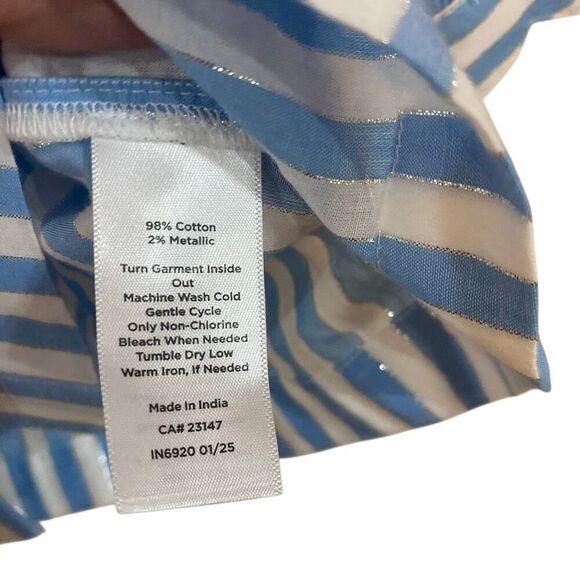 98% Cotton
2% Metallic
Turn Garment Inside
Out
Machine Wash Cold
Gentle Cycle
Only Non-Chlorine
Bleach When Needed
Tumble Dry Low
Warm Iron, If Needed
Made in India
CA# 23147
IN6920 01/25